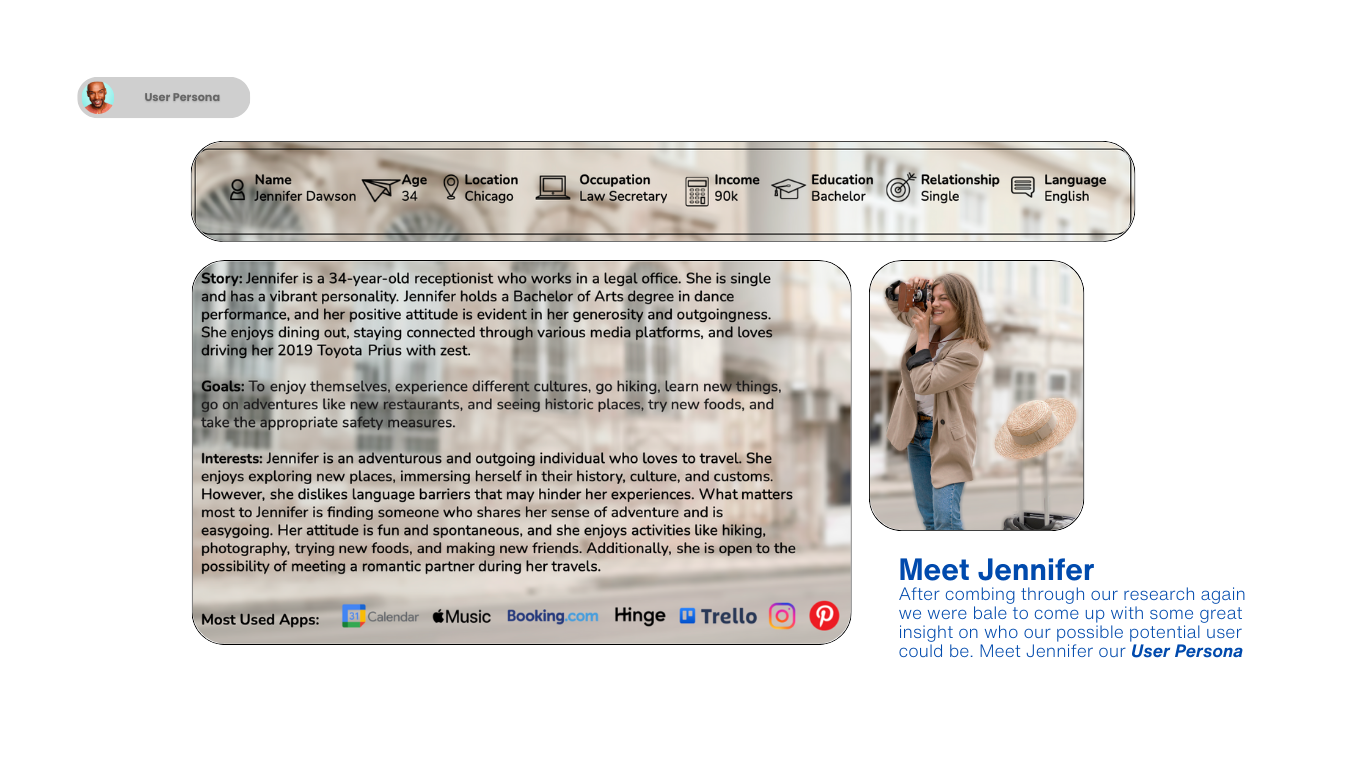 User Persona
Name
Jennifer Dawson
Age
34
Location
Chicago
Occupation
Law Secretary
Income
90k
Education
Bachelor
Relationship
Single
Language
English
Story: Jennifer is a 34-year-old receptionist who works in a legal office. She is single
and has a vibrant personality. Jennifer holds a Bachelor of Arts degree in dance
performance, and her positive attitude is evident in her generosity and outgoingness.
She enjoys dining out, staying connected through various media platforms, and loves
driving her 2019 Toyota Prius with zest.
Goals: To enjoy themselves, experience different cultures, go hiking, learn new things,
go on adventures like new restaurants, and seeing historic places, try new foods, and
take the appropriate safety measures.
Interests: Jennifer is an adventurous and outgoing individual who loves to travel. She
enjoys exploring new places, immersing herself in their history, culture, and customs.
However, she dislikes language barriers that may hinder her experiences. What matters
most to Jennifer is finding someone who shares her sense of adventure and is
easygoing. Her attitude is fun and spontaneous, and she enjoys activities like hiking,
photography, trying new foods, and making new friends. Additionally, she is open to the
possibility of meeting a romantic partner during her travels.
Most Used Apps: 31 Calendar Music Booking.com Hinge Trello
Meet Jennifer
After combing through our research again
we were bale to come up with some great
insight on who our possible potential user
could be. Meet Jennifer our User Persona